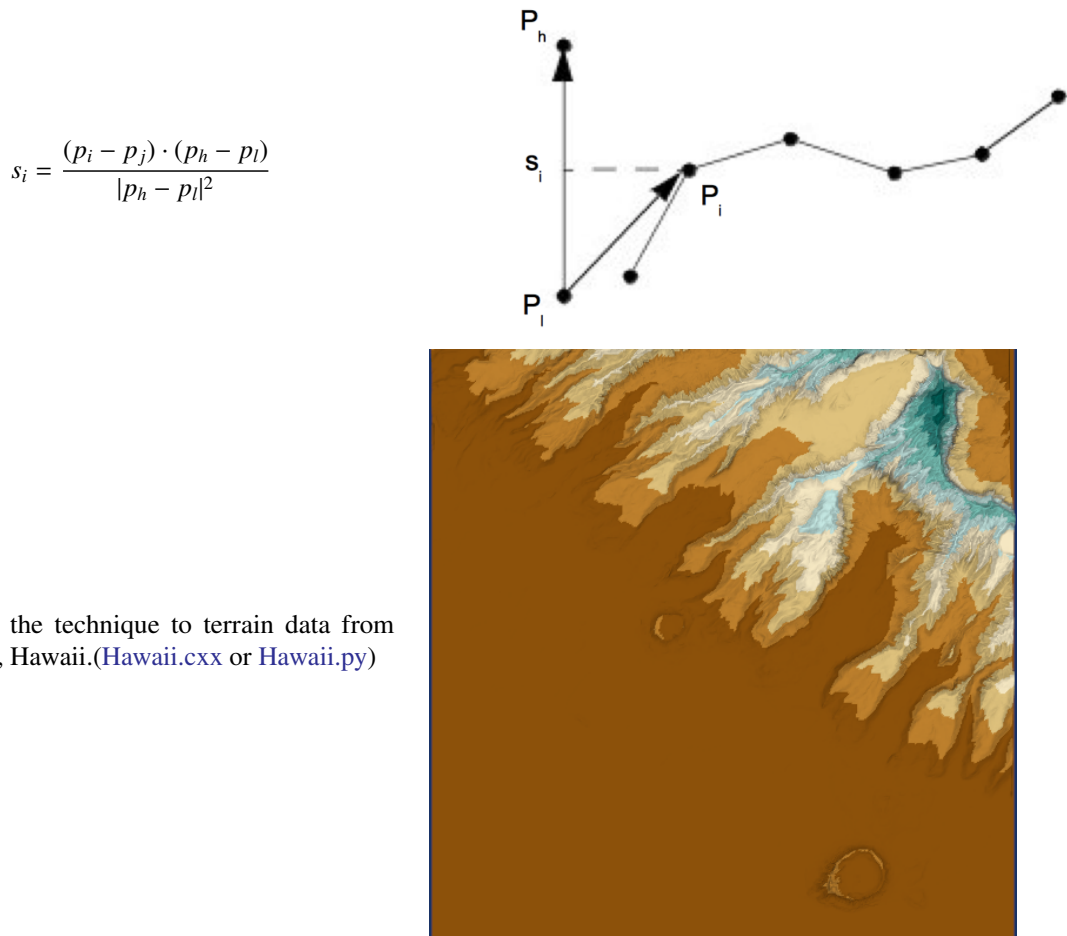 P_h
s_i = \frac{(p_i − p_j) · (p_h − p_l)}{|p_h − p_l|^2}
s_i
P_i
P_l
the technique to terrain data from
, Hawaii.(Hawaii.cxx or Hawaii.py)